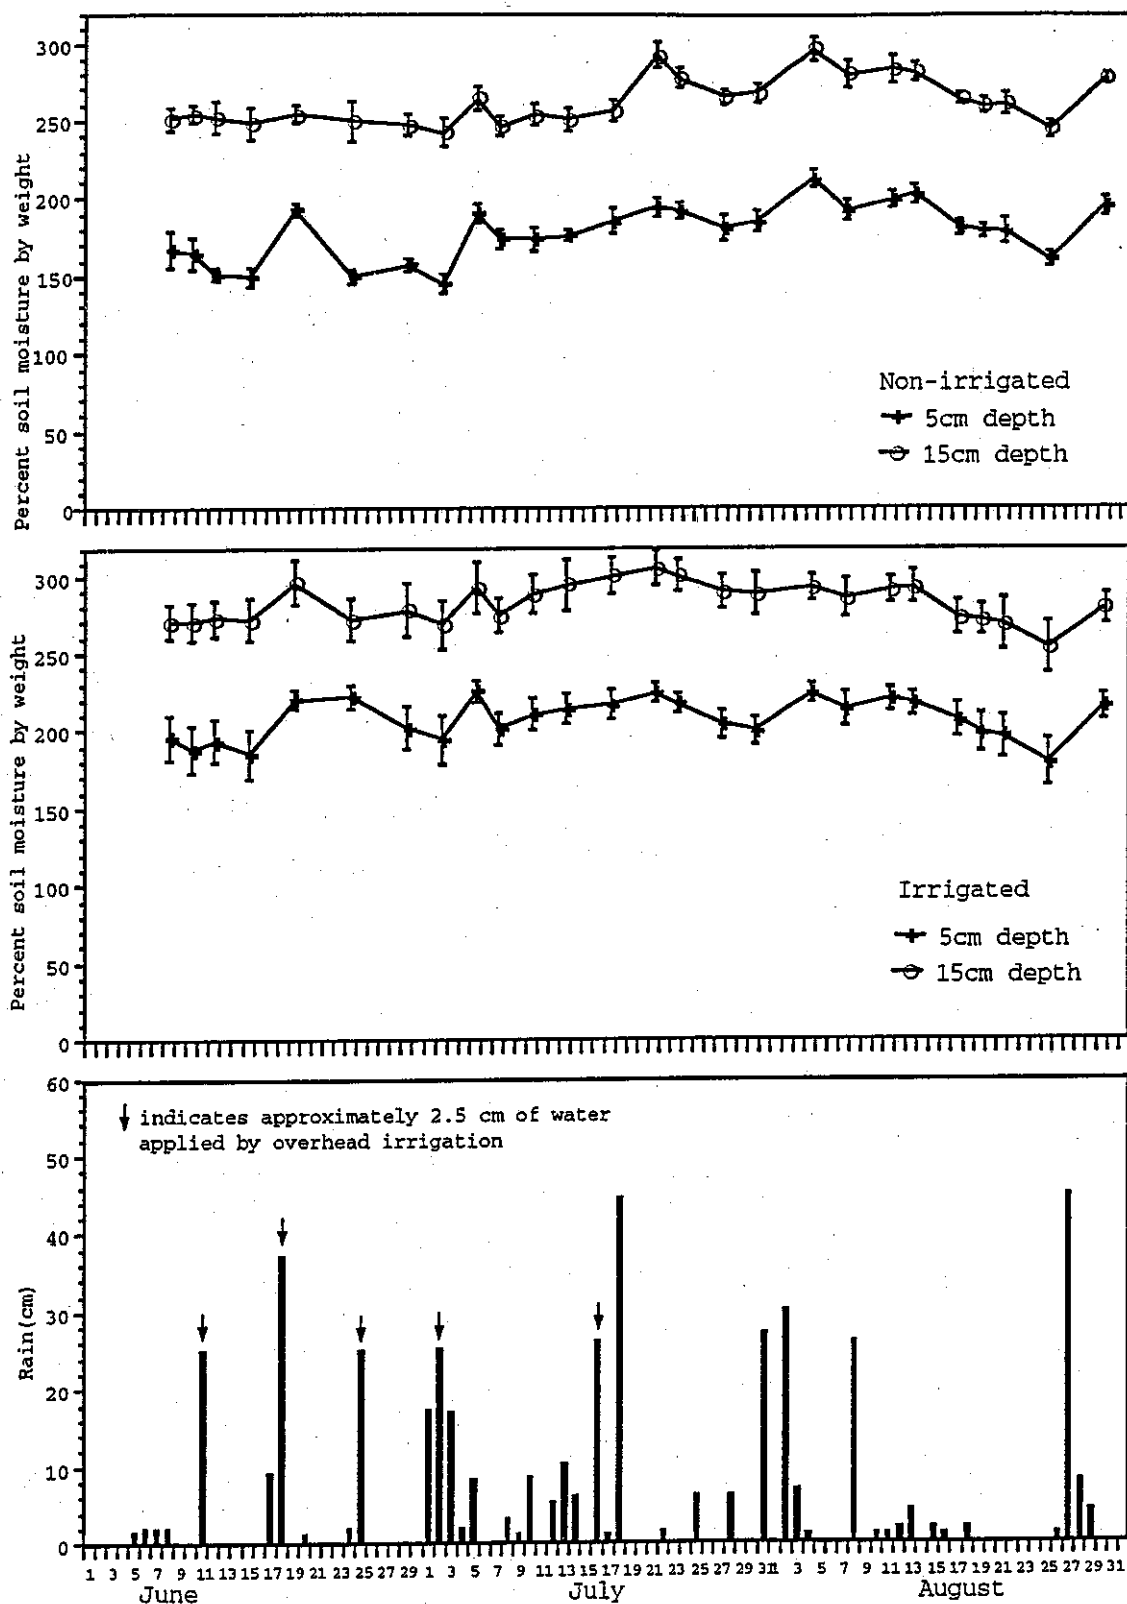 300
250
200
150
100
50
0
Percent soil moisture by weight
Non-irrigated
5cm depth
15cm depth
300
250
200
150
100
50
0
Percent soil moisture by weight
Irrigated
5cm depth
15cm depth
60
50
40
30
20
10
0
Rain(cm)
indicates approximately 2.5 cm of water
applied by overhead irrigation
1 3 5 7 9 11 13 15 17 19 21 23 25 27 29 1 3 5 7 9 11 13 15 17 19 21 23 25 27 29 31 1 3 5 7 9 11 13 15 17 19 21 23 25 27 29 31
June July August